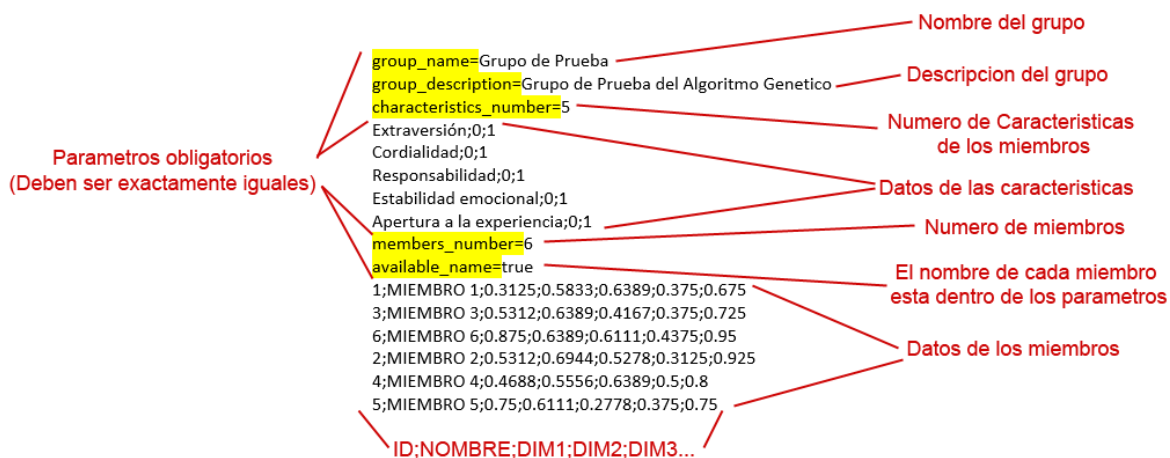 Nombre del grupo
group_name=Grupo de Prueba
Descripcion del grupo
group_description=Grupo de Prueba del Algoritmo Genetico
characteristics_number=5
Numero de Caracteristicas
de los miembros
Extraversión;0;1
Cordialidad;0;1
Parametros obligatorios
(Deben ser exactamente iguales)
Responsabilidad;0;1
Datos de las caracteristicas
Estabilidad emocional;0;1
Apertura a la experiencia;0;1
Numero de miembros
members_number=6
available_name=true
El nombre de cada miembro
esta dentro de los parametros
1;MIEMBRO 1;0.3125;0.5833;0.6389;0.375;0.675
3;MIEMBRO 3;0.5312;0.6389;0.4167;0.375;0.725
6;MIEMBRO 6;0.875;0.6389;0.6111;0.4375;0.95
Datos de los miembros
2;MIEMBRO 2;0.5312;0.6944;0.5278;0.3125;0.925
4;MIEMBRO 4;0.4688;0.5556;0.6389;0.5;0.8
5;MIEMBRO 5;0.75;0.6111;0.2778;0.375;0.75
ID;NOMBRE;DIM1;DIM2;DIM3...